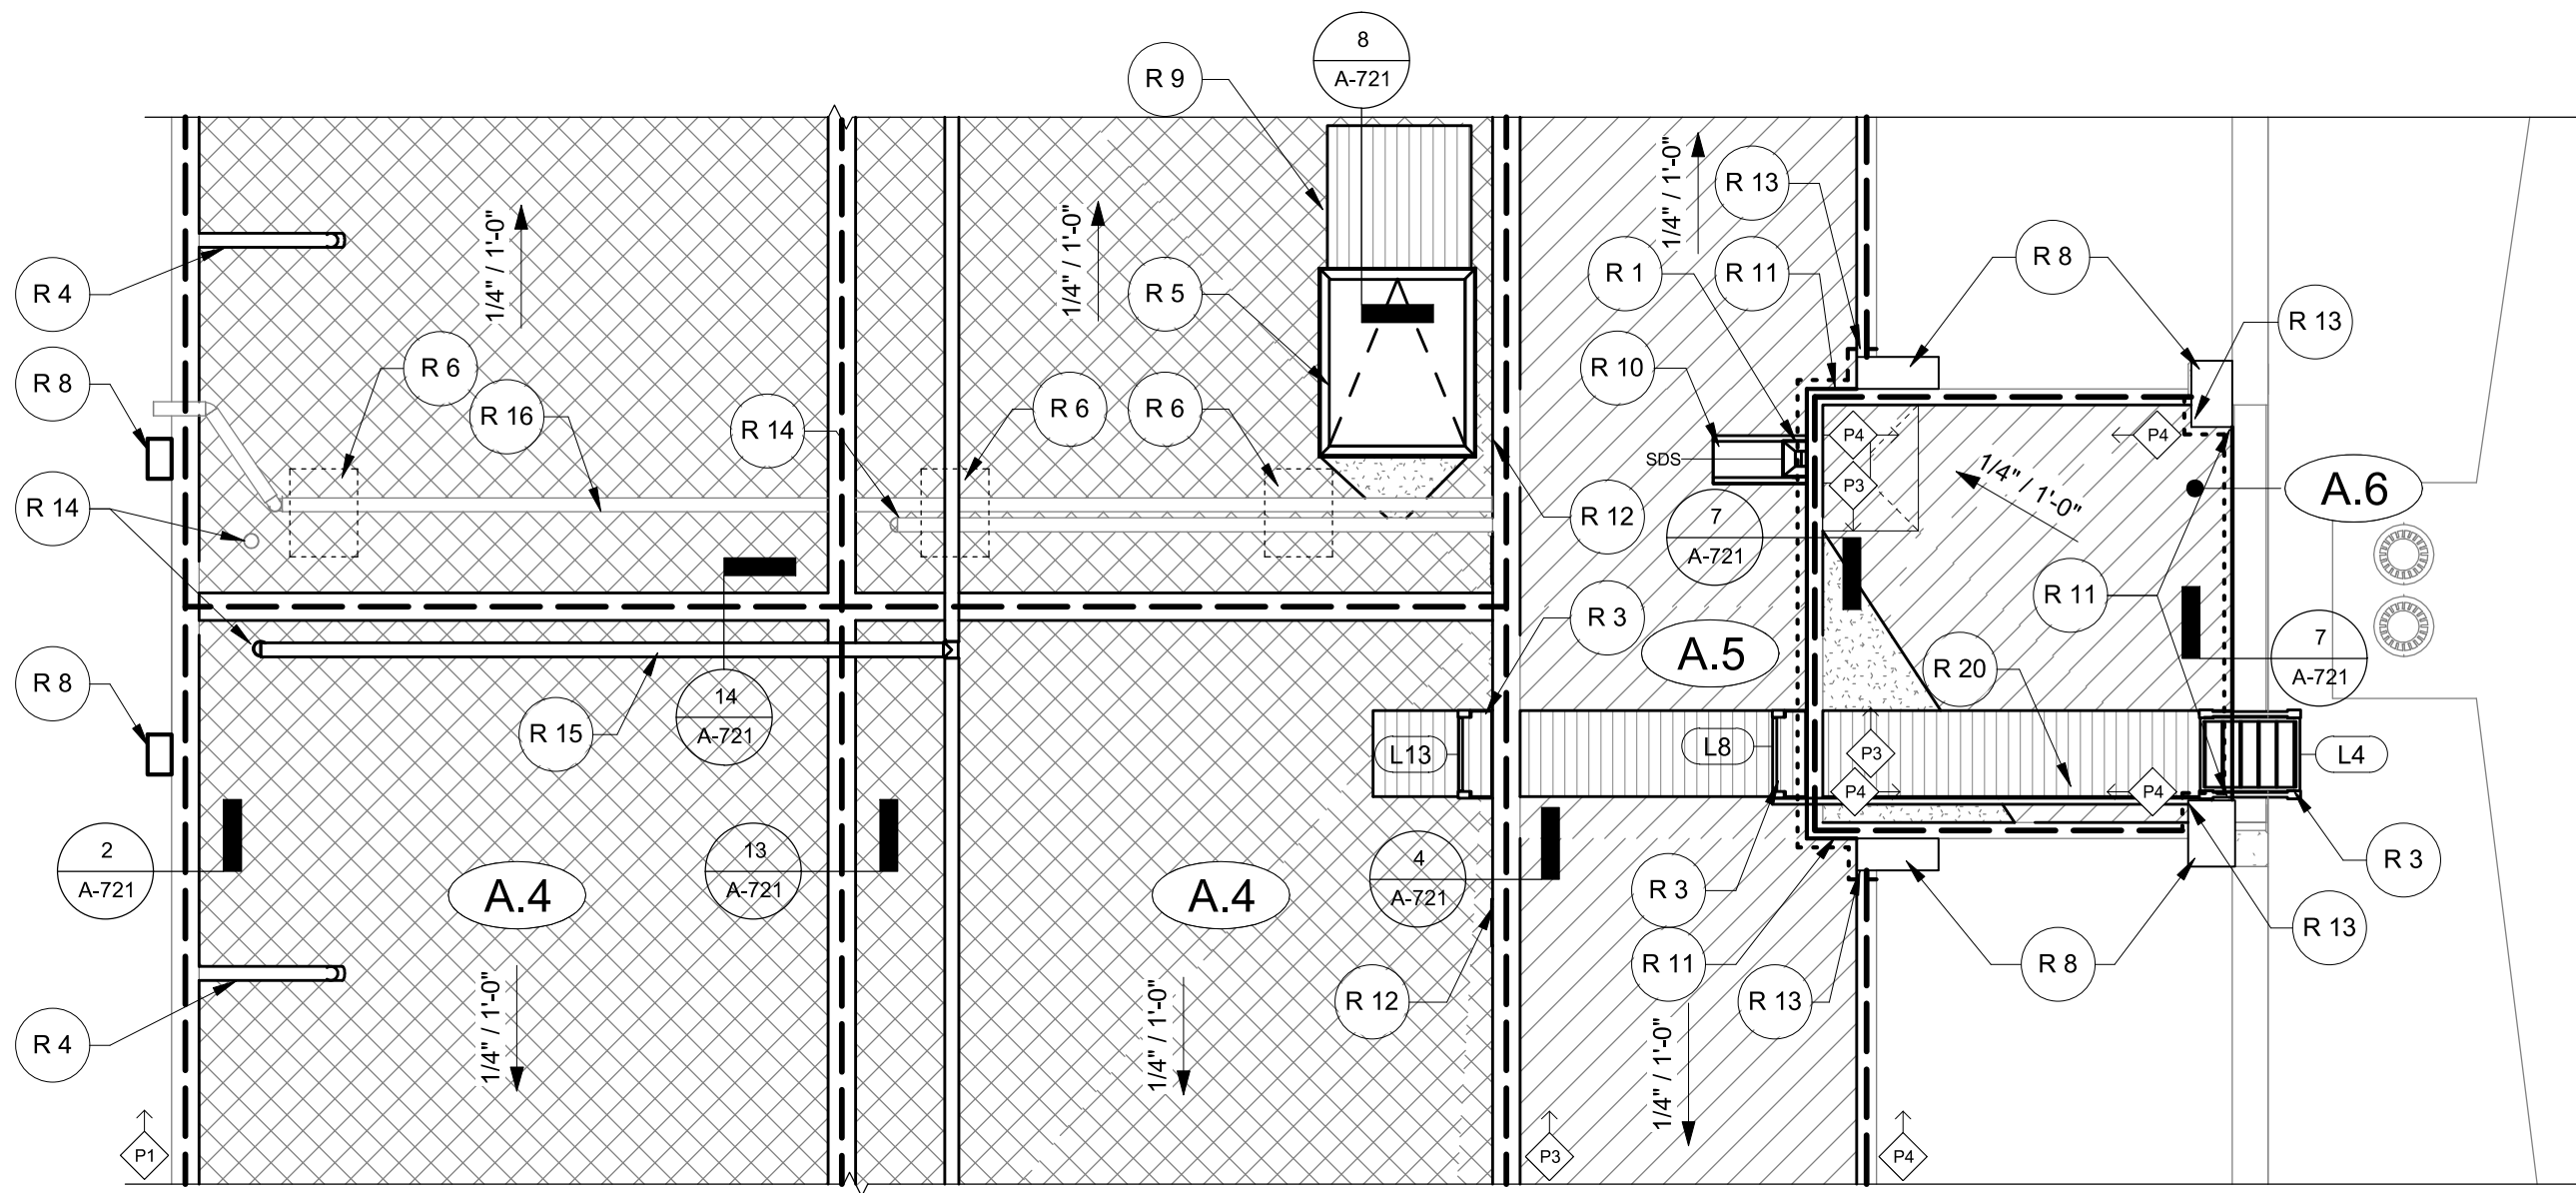 8
A-721
R 9
R 13
1/4" / 1'-0"
1/4" / 1'-0"
1/4" / 1'-0"
R 4
R 5
R 1
R 11
R 8
R 13
R 8
R 6
R 16
R 14
R 6
R 6
R 10
SDS
P4
P4
P3
1/4" / 1'-0"
A.6
R 14
R 12
7
A-721
R 11
R 3
A.5
R 20
7
A-721
R 8
R 15
14
A-721
L13
L8
P3
L4
P4
P4
2
A-721
13
A-721
4
A-721
R 3
R 3
A.4
A.4
R 13
R 11
R 8
R 12
R 13
R 4
1/4" / 1'-0"
1/4" / 1'-0"
1/4" / 1'-0"
P1
P3
P4